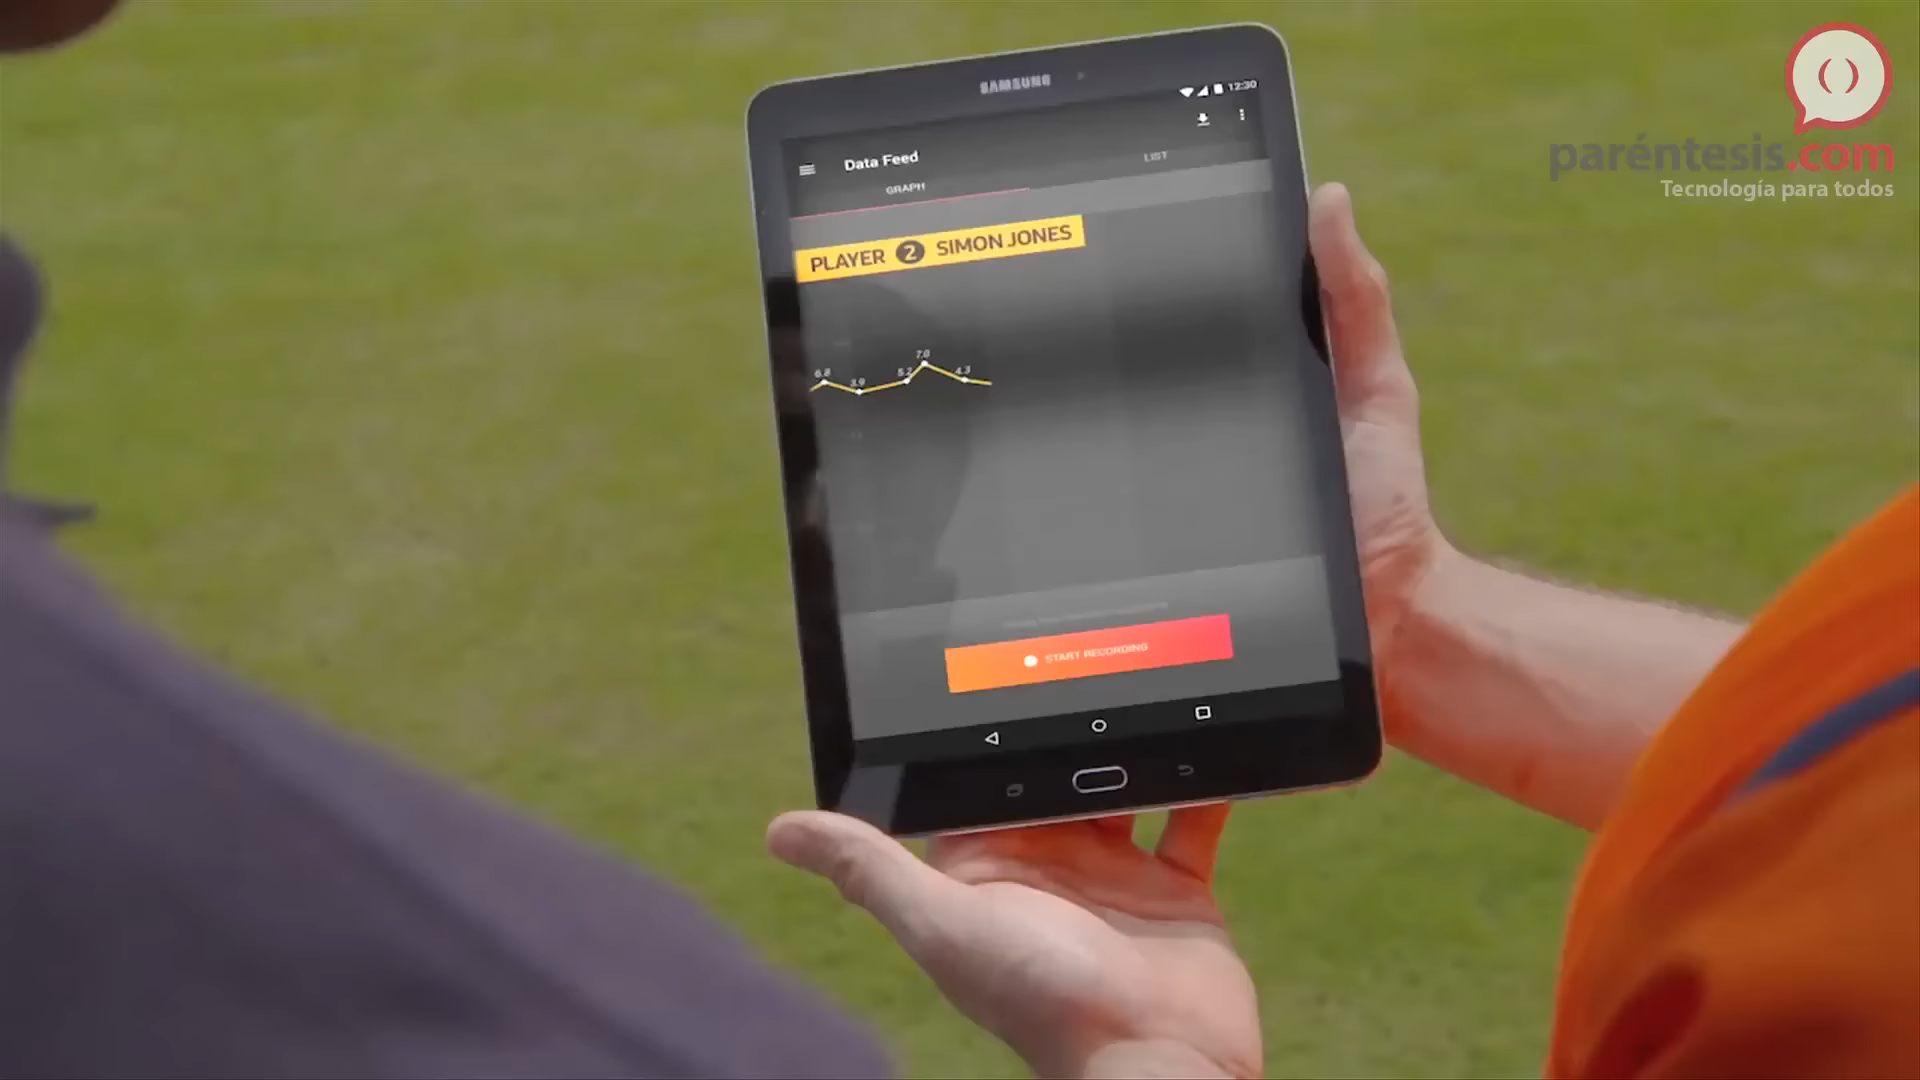 SAMSUNG
12:30
Data Feed
GRAPH
LIST
PLAYER 2 SIMON JONES
6.8
3.9
5.2
7.0
4.3
START RECORDING
()
paréntesis.com
Tecnología para todos